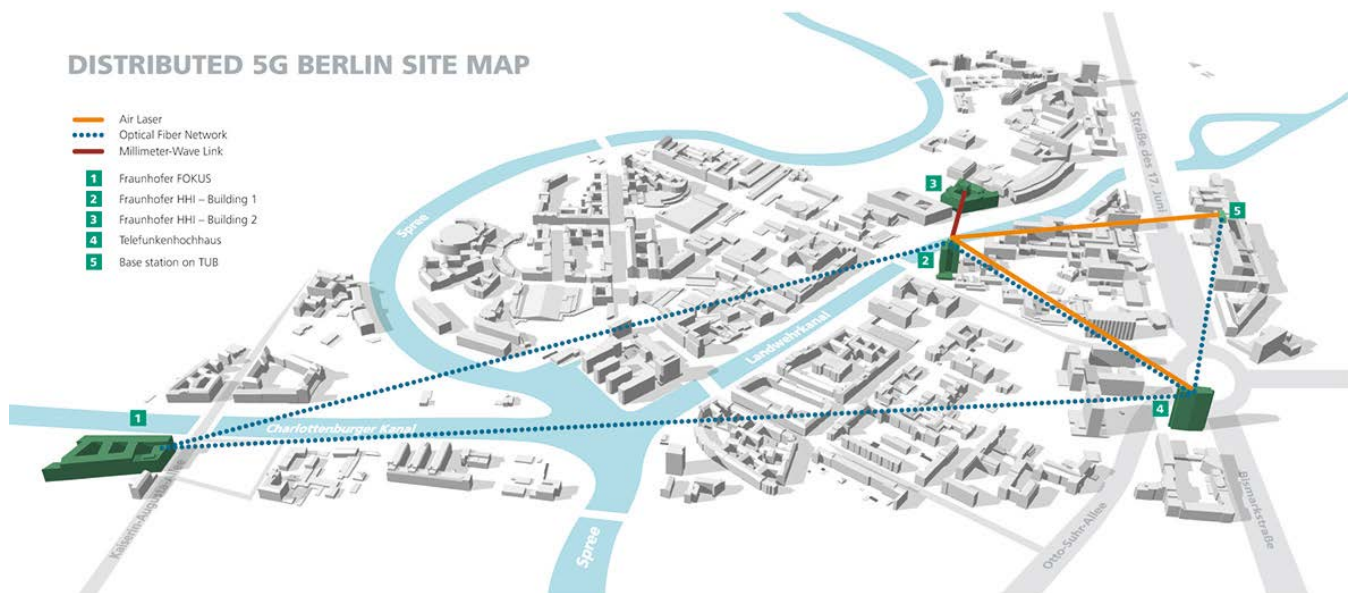 DISTRIBUTED 5G BERLIN SITE MAP
Air Laser
Optical Fiber Network
Millimeter-Wave Link
1 Fraunhofer FOKUS
2 Fraunhofer HHI – Building 1
3 Fraunhofer HHI – Building 2
4 Telefunkenhochhaus
5 Base station on TUB
N
Straße des 17. Juni
3
Spree
5
2
Landwehrkanal
4
1
Charlottenburger Kanal
Bismarkstraße
Otto-Suhr-Allee
Spree